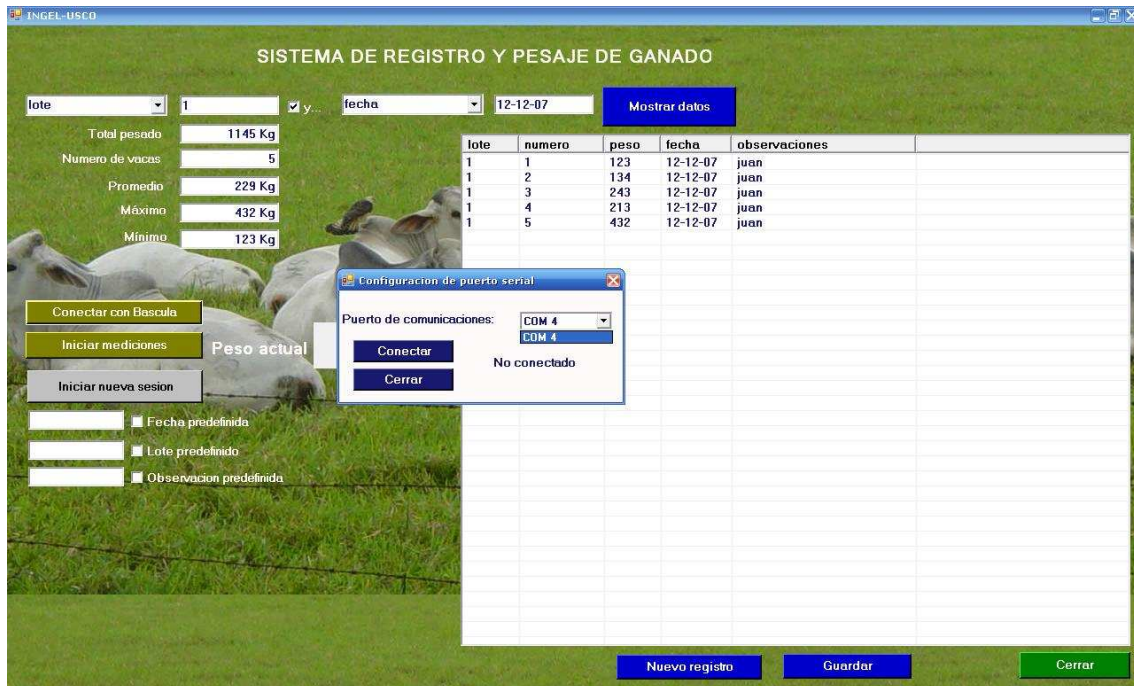 INGEL-USCO
SISTEMA DE REGISTRO Y PESAJE DE GANADO
lote 1 y... fecha 12-12-07 Mostrar datos
Total pesado 1145 Kg
Numero de vacas 5
Promedio 229 Kg
Máximo 432 Kg
Mínimo 123 Kg
lote numero peso fecha observaciones
1 1 123 12-12-07 juan
1 2 134 12-12-07 juan
1 3 243 12-12-07 juan
1 4 213 12-12-07 juan
1 5 432 12-12-07 juan
Conectar con Bascula
Iniciar mediciones
Peso actual
Iniciar nueva sesion
Fecha predefinida
Lote predefinido
Observacion predefinida
Configuracion de puerto serial
Puerto de comunicaciones: COM 4
COM 4
Conectar
No conectado
Cerrar
Nuevo registro Guardar Cerrar